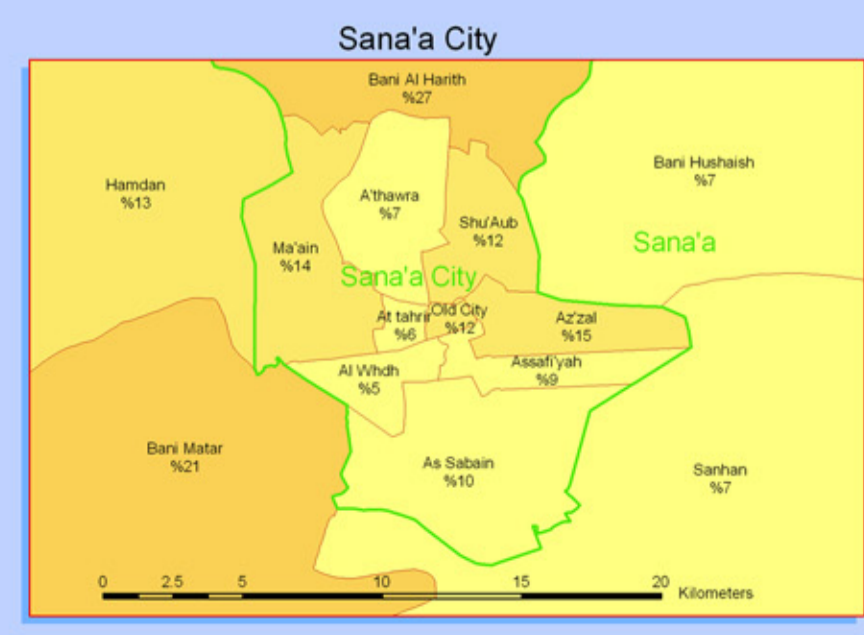 Sana'a City
Bani Al Harith
%27
Hamdan
%13
A'thawra
%7
Bani Hushaish
%7
Shu'Aub
%12
Ma'ain
%14
Sana'a
Sana'a City
At tahrir
%6
Old City
%12
Az'zal
%15
Al Whdh
%5
Assafi'yah
%9
Bani Matar
%21
As Sabain
%10
Sanhan
%7
0 2.5 5 10 15 20
Kilometers